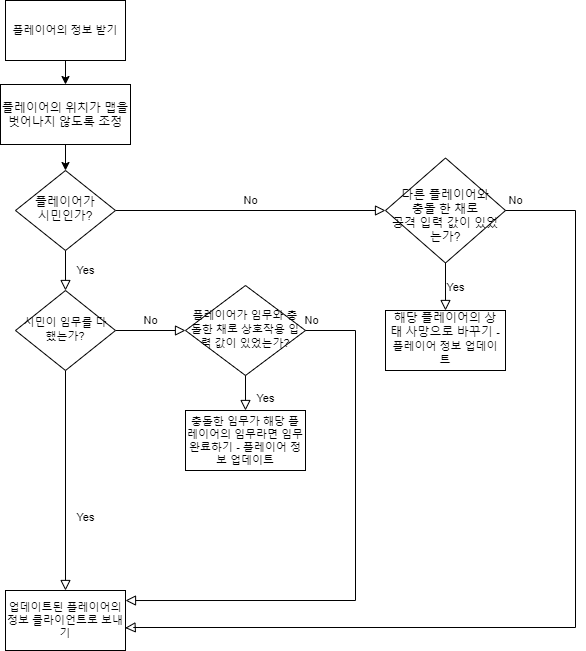 플레이어의 정보 받기
플레이어의 위치가 맵을
벗어나지 않도록 조정
플레이어가
시민인가?
No
다른 플레이어와
충돌 한 채로
공격 입력 값이 있었
는가?
No
Yes
Yes
해당 플레이어의 상
태 사망으로 바꾸기 -
플레이어 정보 업데이
트
시민이 임무를 다
했는가?
No
플레이어가 임무와 충
돌한 채로 상호작용 입
력 값이 있었는가?
No
Yes
충돌한 임무가 해당 플
레이어의 임무라면 임무
완료하기 - 플레이어 정
보 업데이트
Yes
업데이트된 플레이어의
정보 클라이언트로 보내
기